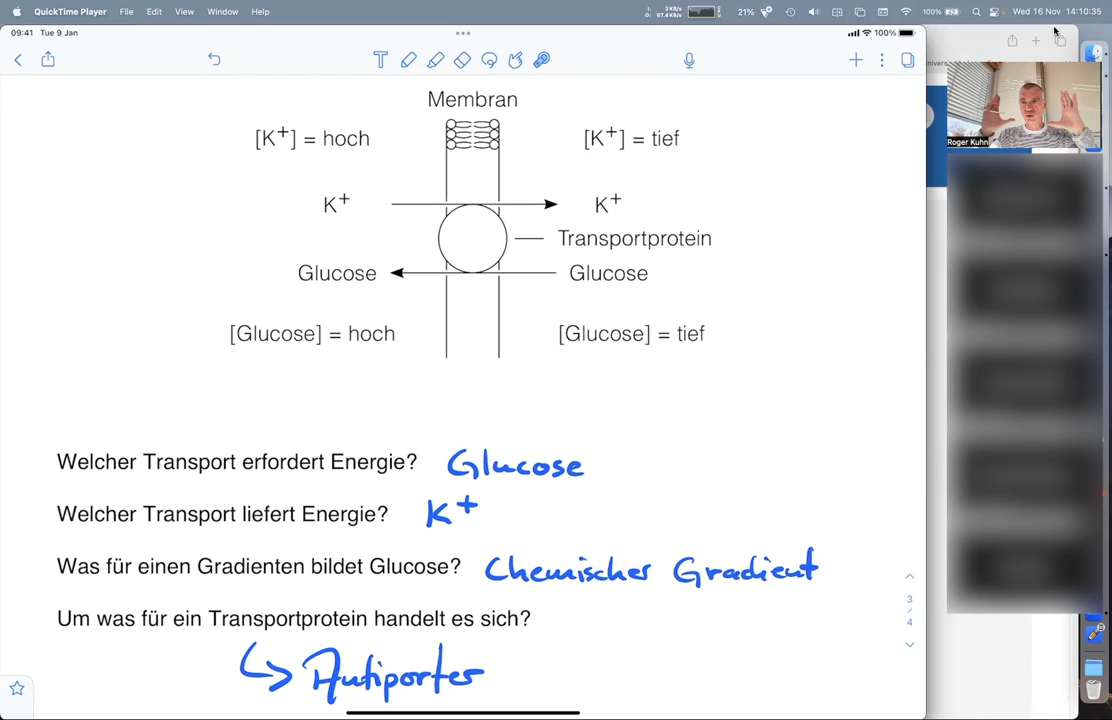 QuickTime Player File Edit View Window Help 21% 100% Wed 16 Nov 14:10:35
09:41 Tue 9 Jan 100%
Membran
[K+] = hoch [K+] = tief
Roger Kuhn
K+ K+
Transportprotein
Glucose Glucose
[Glucose] = hoch [Glucose] = tief
Welcher Transport erfordert Energie? Glucose
Welcher Transport liefert Energie? K+
Was für einen Gradienten bildet Glucose? Chemischer Gradient
3
/
4
Um was für ein Transportprotein handelt es sich?
↳ Antiporter